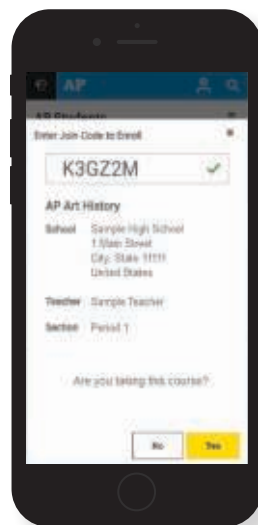 AP
AP Students
Enter Join Code to Enroll
K3GZ2M
AP Art History
School Sample High School
1 Main Street
City, State 11111
United States
Teacher Sample Teacher
Section Period 1
Are you taking this course?
No Yes